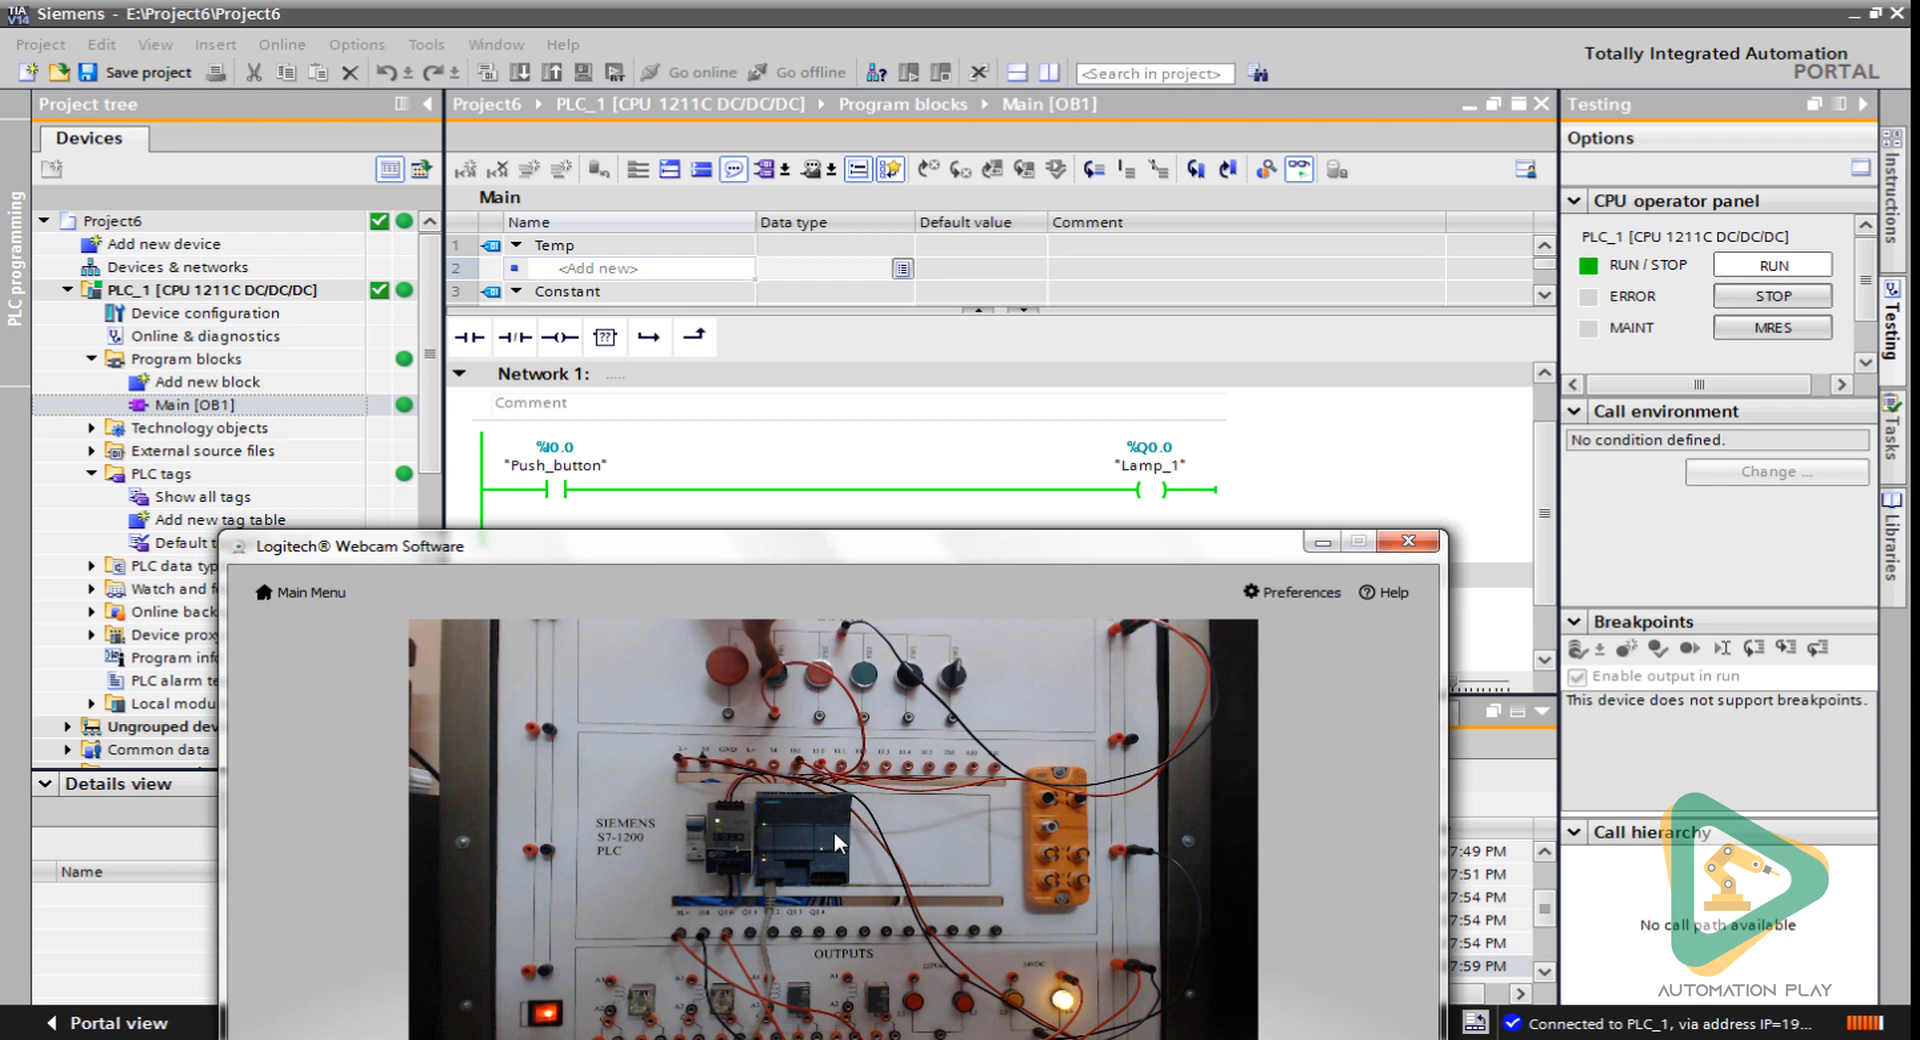 TIA
V14
Siemens - E:\Project6\Project6
Project Edit View Insert Online Options Tools Window Help
Totally Integrated Automation
PORTAL
Save project
Go online
Go offline
<Search in project>
Project tree
Project6 PLC_1 [CPU 1211C DC/DC/DC] Program blocks Main [OB1]
Testing
Devices
Options
PLC programming
Project6
Add new device
Devices & networks
PLC_1 [CPU 1211C DC/DC/DC]
Device configuration
Online & diagnostics
Program blocks
Add new block
Main [OB1]
Technology objects
External source files
PLC tags
Show all tags
Add new tag table
Default t
PLC data typ
Watch and f
Online back
Device prox
Program info
PLC alarm te
Local modu
Ungrouped dev
Common data
Details view
Name
Portal view
Main
Name Data type Default value Comment
1 Temp
2 <Add new>
3 Constant
??
Network 1: .....
Comment
%I0.0
"Push_button"
%Q0.0
"Lamp_1"
Logitech® Webcam Software
Main Menu
Preferences Help
SIEMENS
S7-1200
PLC
OUTPUTS
CPU operator panel
PLC_1 [CPU 1211C DC/DC/DC]
RUN / STOP RUN
ERROR STOP
MAINT MRES
Call environment
No condition defined.
Change ...
Breakpoints
Enable output in run
This device does not support breakpoints.
Call hierarchy
No call path available
7:49 PM
7:51 PM
7:54 PM
7:54 PM
7:54 PM
7:59 PM
Instructions
Testing
Tasks
Libraries
AUTOMATION PLAY
Connected to PLC_1, via address IP=19...